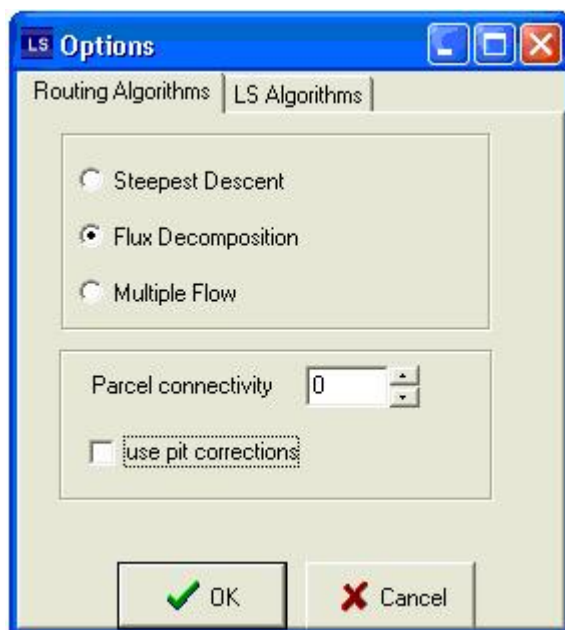 LS Options
Routing Algorithms LS Algorithms
Steepest Descent
Flux Decomposition
Multiple Flow
Parcel connectivity 0
use pit corrections
OK Cancel